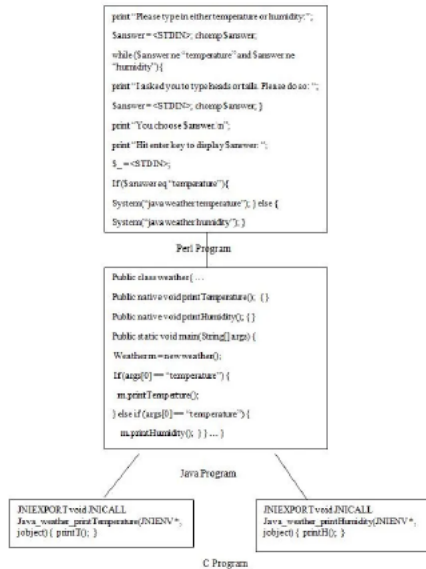 print "Please type in either temperature or humidity: ";
$answer = <STDIN>; chomp $answer;
while ($answer ne "temperature" and $answer ne
"humidity"){
print "I asked you to type heads or tails. Please do so: ";
$answer = <STDIN>; chomp $answer; }
print "You choose $answer. \n";
print "Hit enter key to display $answer: ";
$_ = <STDIN>;
If ($answer eq "temperature"){
System("java weather temperature"); } else {
System("java weather humidity"); }
Perl Program
Public class weather { ...
Public native void printTemperature(); { }
Public native void printHumidity(); { }
Public static void main(String[] args) {
Weather m = new weather();
If (args[0] == "temperature") {
m.printTemperture();
} else if (args[0] == "temperature") {
m.printHumidity(); } } ... }
Java Program
JNIEXPORT void JNICALL
Java_weather_printTemperature(JNIENV *,
jobject) { printT(); }
JNIEXPORT void JNICALL
Java_weather_printHumidity(JNIENV *,
jobject) { printH(); }
C Program